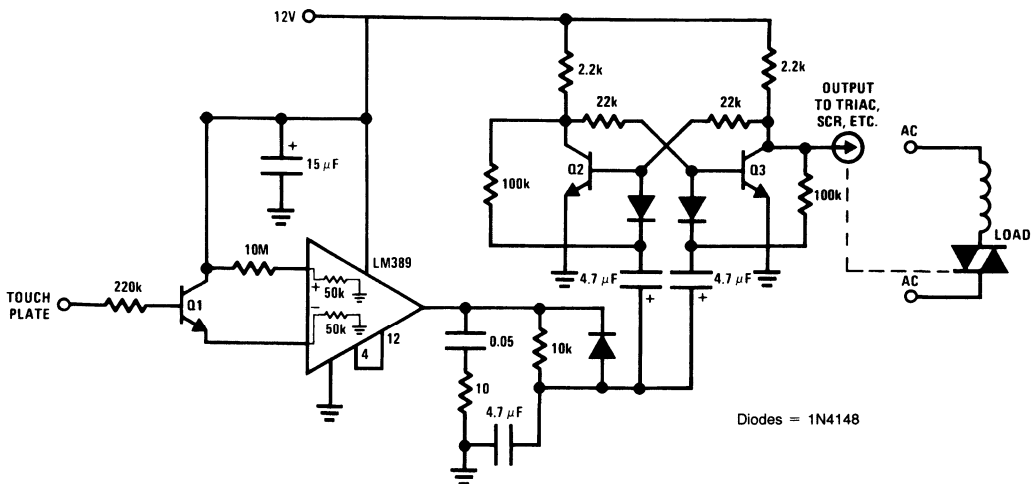 12V
2.2k
2.2k
22k
22k
OUTPUT
TO TRIAC,
SCR, ETC.
AC
+
15 μF
Q2
Q3
100k
100k
10M
LM389
LOAD
TOUCH
PLATE
220k
Q1
+
50k
−
50k
4.7 μF
+
4.7 μF
+
AC
4
12
0.05
10k
10
4.7 μF
Diodes = 1N4148